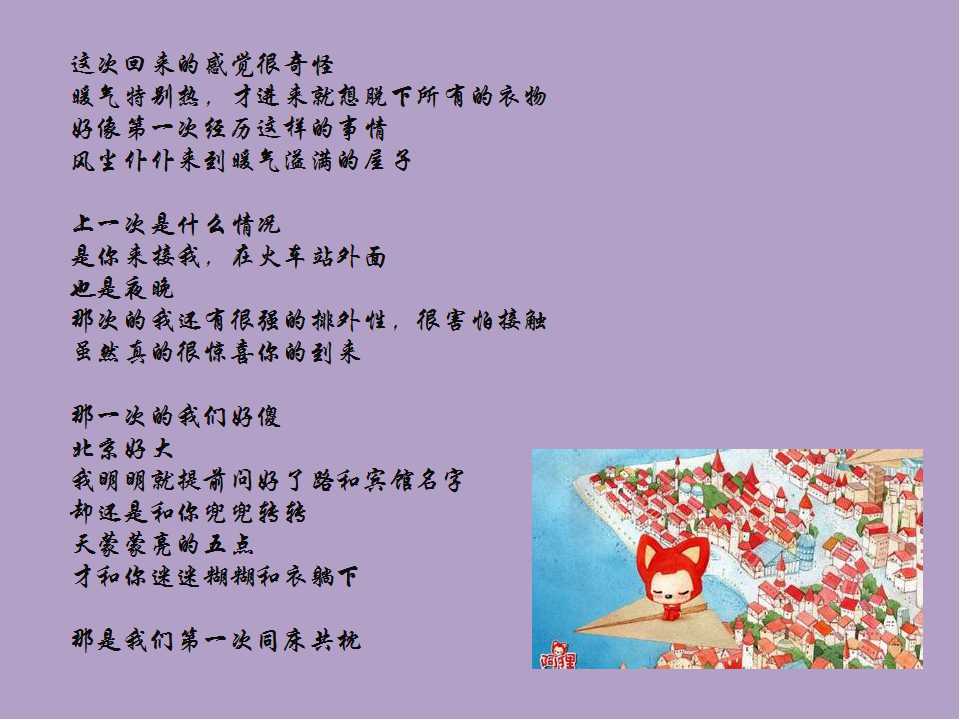 这次回来的感觉很奇怪
暖气特别热，才进来就想脱下所有的衣物
好像第一次经历这样的事情
风尘仆仆来到暖气溢满的屋子
上一次是什么情况
是你来接我，在火车站外面
也是夜晚
那次的我还有很强的排外性，很害怕接触
虽然真的很惊喜你的到来
那一次的我们好傻
北京好大
我明明就提前问好了路和宾馆名字
却还是和你兜兜转转
天蒙蒙亮的五点
才和你迷迷糊糊和衣躺下
那是我们第一次同床共枕
阿狸